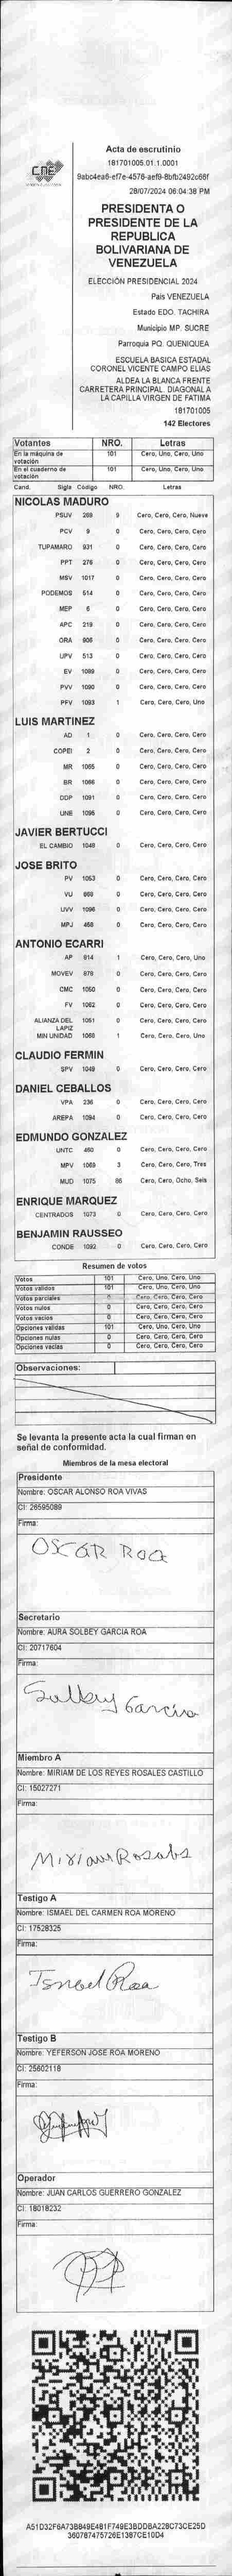 CNE
Acta de escrutinio
181701005.01.1.0001
28/07/2024 06:04:38 PM
PRESIDENTA O
PRESIDENTE DE LA
REPUBLICA
BOLIVARIANA DE
VENEZUELA
ELECCIÓN PRESIDENCIAL 2024
Pais VENEZUELA
Estado EDO. TACHIRA
Municipio MP. SUCRE
Parroquia PQ. QUENIQUEA
ESCUELA BASICA ESTADAL
CORONEL VICENTE CAMPO ELIAS
ALDEA LA BLANCA FRENTE
CARRETERA PRINCIPAL. DIAGONAL A
LA CAPILLA VIRGEN DE FATIMA
181701005
142 Electores
Votantes NRO. Letras
En la máquina de votación 101 Cero, Uno, Cero, Uno
En el cuaderno de votación 101 Cero, Uno, Cero, Uno
Cand. Sigla Código NRO. Letras
NICOLAS MADURO
PSUV 269 9 Cero, Cero, Cero, Nueve
PCV 9 0 Cero, Cero, Cero, Cero
TUPAMARO 931 0 Cero, Cero, Cero, Cero
PPT 276 0 Cero, Cero, Cero, Cero
MSV 1017 0 Cero, Cero, Cero, Cero
PODEMOS 514 0 Cero, Cero, Cero, Cero
MEP 6 0 Cero, Cero, Cero, Cero
APC 219 0 Cero, Cero, Cero, Cero
ORA 906 0 Cero, Cero, Cero, Cero
UPV 513 0 Cero, Cero, Cero, Cero
EV 1089 0 Cero, Cero, Cero, Cero
PVV 1090 0 Cero, Cero, Cero, Cero
PFV 1093 1 Cero, Cero, Cero, Uno
LUIS MARTINEZ
AD 1 0 Cero, Cero, Cero, Cero
COPEI 2 0 Cero, Cero, Cero, Cero
MR 1065 0 Cero, Cero, Cero, Cero
BR 1066 0 Cero, Cero, Cero, Cero
DDP 1091 0 Cero, Cero, Cero, Cero
UNE 1095 0 Cero, Cero, Cero, Cero
JAVIER BERTUCCI
EL CAMBIO 1048 0 Cero, Cero, Cero, Cero
JOSE BRITO
PV 1053 0 Cero, Cero, Cero, Cero
VU 869 0 Cero, Cero, Cero, Cero
UVV 1096 0 Cero, Cero, Cero, Cero
MPJ 468 0 Cero, Cero, Cero, Cero
ANTONIO ECARRI
AP 914 1 Cero, Cero, Cero, Uno
MOVEV 878 0 Cero, Cero, Cero, Cero
CMC 1050 0 Cero, Cero, Cero, Cero
FV 1062 0 Cero, Cero, Cero, Cero
ALIANZA DEL LAPIZ 1051 0 Cero, Cero, Cero, Cero
MIN UNIDAD 1068 1 Cero, Cero, Cero, Uno
CLAUDIO FERMIN
SPV 1049 0 Cero, Cero, Cero, Cero
DANIEL CEBALLOS
VPA 236 0 Cero, Cero, Cero, Cero
AREPA 1094 0 Cero, Cero, Cero, Cero
EDMUNDO GONZALEZ
UNTC 460 0 Cero, Cero, Cero, Cero
MPV 1069 3 Cero, Cero, Cero, Tres
MUD 1075 86 Cero, Cero, Ocho, Seis
ENRIQUE MARQUEZ
CENTRADOS 1073 0 Cero, Cero, Cero, Cero
BENJAMIN RAUSSEO
CONDE 1092 0 Cero, Cero, Cero, Cero
Resumen de votos
Votos 101 Cero, Uno, Cero, Uno
Votos válidos 101 Cero, Uno, Cero, Uno
Votos parciales 0 Cero, Cero, Cero, Cero
Votos nulos 0 Cero, Cero, Cero, Cero
Votos vacios 0 Cero, Cero, Cero, Cero
Opciones válidas 101 Cero, Uno, Cero, Uno
Opciones nulas 0 Cero, Cero, Cero, Cero
Opciones vacías 0 Cero, Cero, Cero, Cero
Observaciones:
Se levanta la presente acta la cual firman en
señal de conformidad.
Miembros de la mesa electoral
Presidente
Nombre: OSCAR ALONSO ROA VIVAS
CI: 26595089
Firma:
OSCAR ROA
Secretario
Nombre: AURA SOLBEY GARCIA ROA
CI: 20717604
Firma:
Solbey Garcia
Miembro A
Nombre: MIRIAM DE LOS REYES ROSALES CASTILLO
CI: 15027271
Firma:
Miriam Rosales
Testigo A
Nombre: ISMAEL DEL CARMEN ROA MORENO
CI: 17528325
Firma:
Ismael Roa
Testigo B
Nombre: YEFERSON JOSE ROA MORENO
CI: 25602118
Firma:
Operador
Nombre: JUAN CARLOS GUERRERO GONZALEZ
CI: 18018232
Firma: